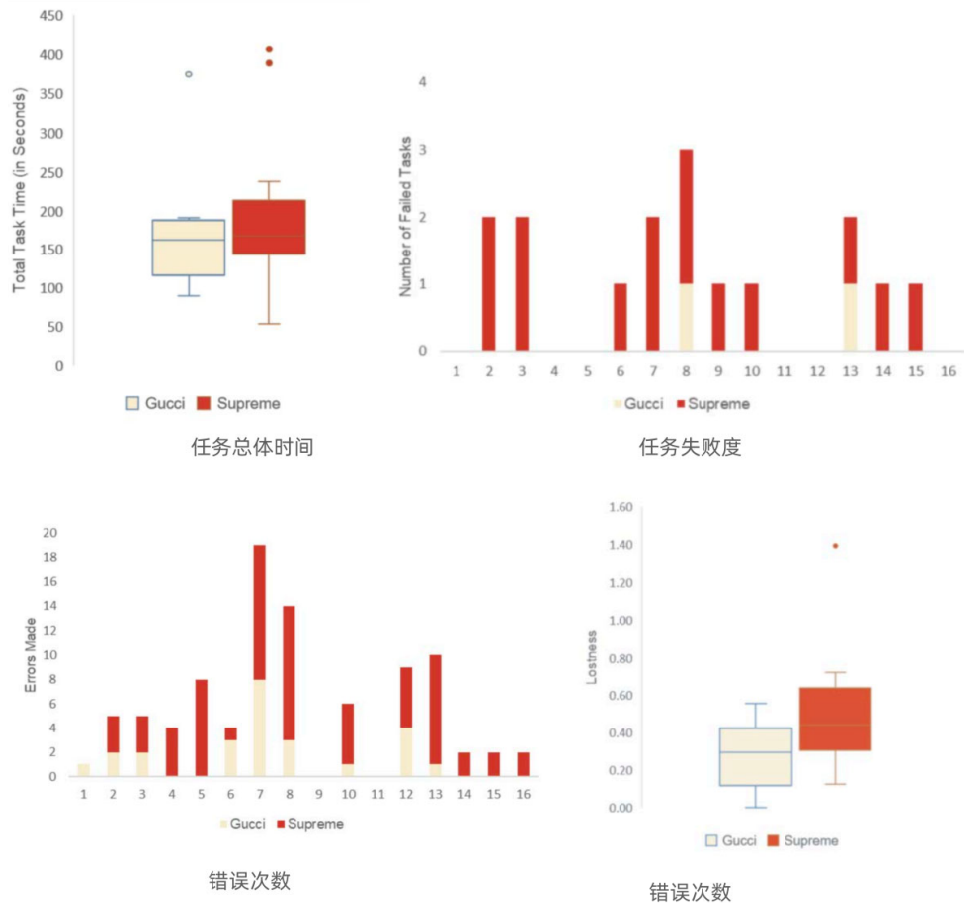 Total Task Time (in Seconds)
450
400
350
300
250
200
150
100
50
0
Gucci Supreme
任务总体时间
Number of Failed Tasks
4
3
2
1
0
1 2 3 4 5 6 7 8 9 10 11 12 13 14 15 16
Gucci Supreme
任务失败度
Errors Made
20
18
16
14
12
10
8
6
4
2
0
1 2 3 4 5 6 7 8 9 10 11 12 13 14 15 16
Gucci Supreme
错误次数
Lostness
1.60
1.40
1.20
1.00
0.80
0.60
0.40
0.20
0.00
Gucci Supreme
错误次数